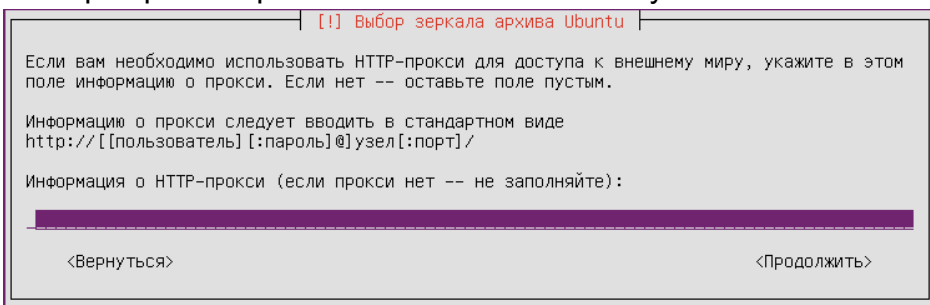 [!] Выбор зеркала архива Ubuntu
Если вам необходимо использовать HTTP-прокси для доступа к внешнему миру, укажите в этом
поле информацию о прокси. Если нет -- оставьте поле пустым.
Информацию о прокси следует вводить в стандартном виде
http://[[пользователь][:пароль]@]узел[:порт]/
Информация о HTTP-прокси (если прокси нет -- не заполняйте):
<Вернуться> <Продолжить>